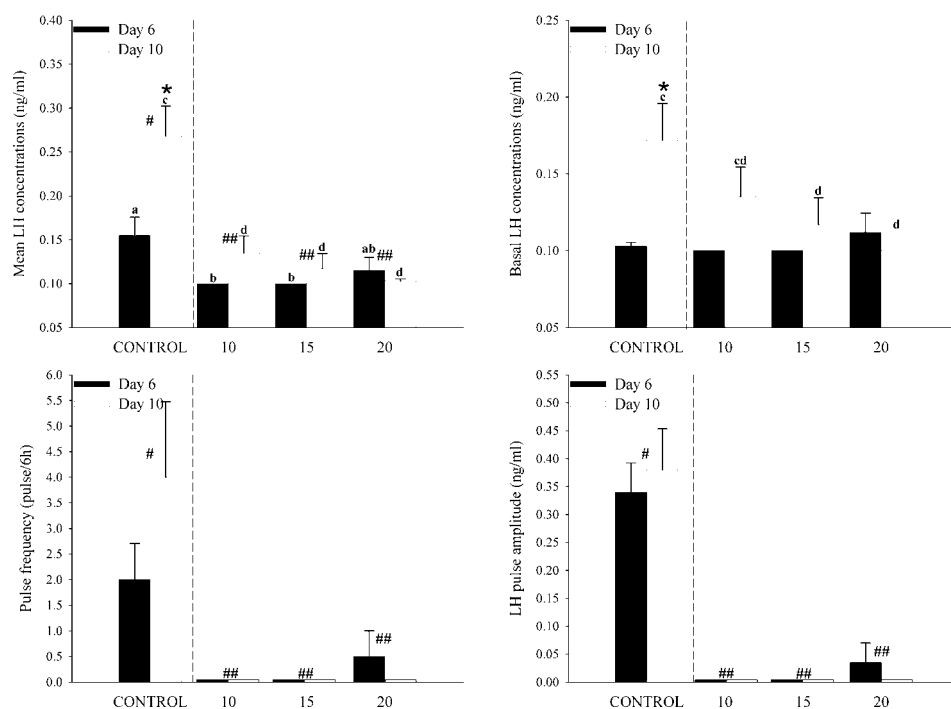 Mean LH concentrations (ng/ml)
0.40
0.35
0.30
0.25
0.20
0.15
0.10
0.05
Day 6
Day 10
*
c
#
a
##
d
b
##
d
b
ab
##
d
CONTROL 10 15 20
Basal LH concentrations (ng/ml)
0.25
0.20
0.15
0.10
0.05
Day 6
Day 10
*
c
cd
d
d
CONTROL 10 15 20
Pulse frequency (pulse/6h)
6.0
5.5
5.0
4.5
4.0
3.5
3.0
2.5
2.0
1.5
1.0
0.5
0.0
Day 6
Day 10
#
##
##
##
CONTROL 10 15 20
LH pulse amplitude (ng/ml)
0.55
0.50
0.45
0.40
0.35
0.30
0.25
0.20
0.15
0.10
0.05
0.00
Day 6
Day 10
#
##
##
##
CONTROL 10 15 20